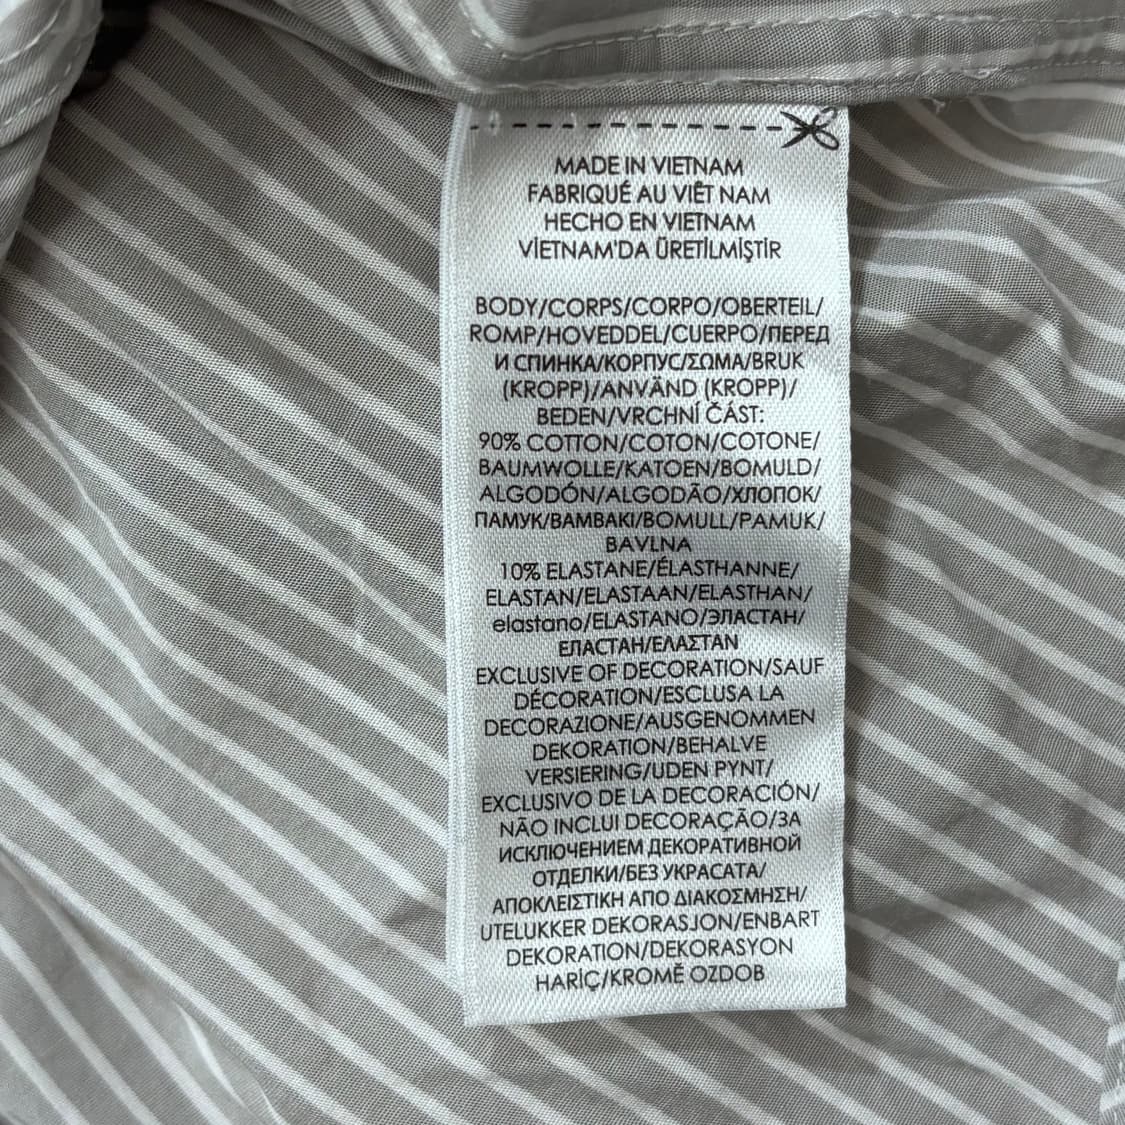 MADE IN VIETNAM
FABRIQUÉ AU VIÊT NAM
HECHO EN VIETNAM
VİETNAM'DA ÜRETİLMİŞTİR
BODY/CORPS/CORPO/OBERTEIL/
ROMP/HOVEDDEL/CUERPO/ПЕРЕД
И СПИНКА/КОРПУС/ΣΩΜΑ/BRUK
(KROPP)/ANVÄND (KROPP)/
BEDEN/VRCHNÍ ČÁST:
90% COTTON/COTON/COTONE/
BAUMWOLLE/KATOEN/BOMULD/
ALGODÓN/ALGODÃO/ХЛОПОК/
ПАМУК/ΒΑΜΒΑΚΙ/BOMULL/PAMUK/
BAVLNA
10% ELASTANE/ÉLASTHANNE/
ELASTAN/ELASTAAN/ELASTHAN/
elastano/ELASTANO/ЭЛАСТАН/
ЕЛАСТАН/ΕΛΑΣΤΑΝ
EXCLUSIVE OF DECORATION/SAUF
DÉCORATION/ESCLUSA LA
DECORAZIONE/AUSGENOMMEN
DEKORATION/BEHALVE
VERSIERING/UDEN PYNT/
EXCLUSIVO DE LA DECORACIÓN/
NÃO INCLUI DECORAÇÃO/ЗА
ИСКЛЮЧЕНИЕМ ДЕКОРАТИВНОЙ
ОТДЕЛКИ/БЕЗ УКРАСАТА/
ΑΠΟΚΛΕΙΣΤΙΚΗ ΑΠΟ ΔΙΑΚΟΣΜΗΣΗ/
UTELUKKER DEKORASJON/ENBART
DEKORATION/DEKORASYON
HARİÇ/KROMĚ OZDOB